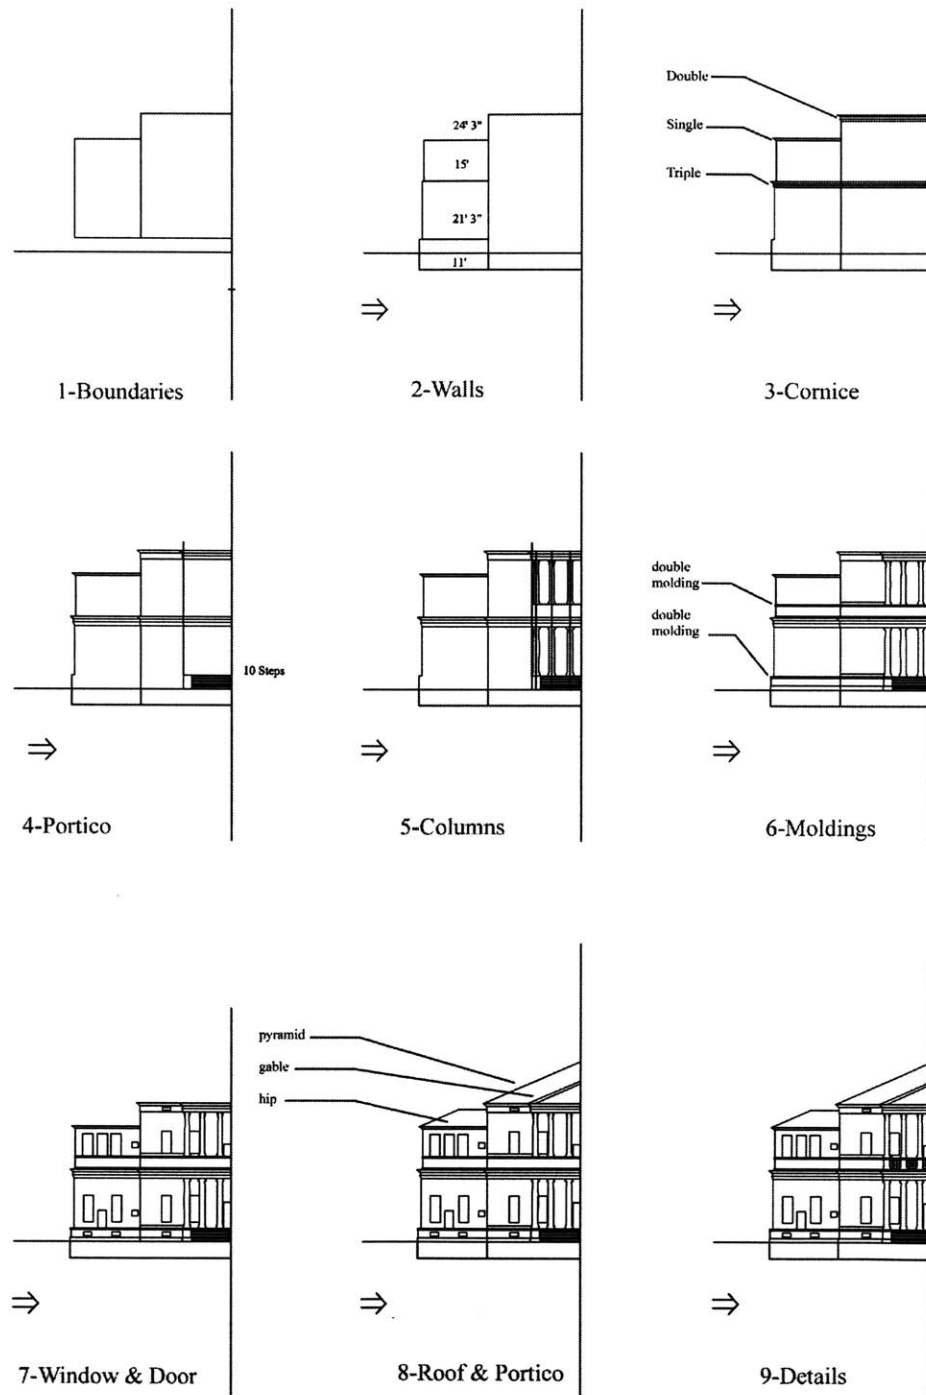 Double
24' 3"
Single
15'
Triple
21' 3"
11'
1-Boundaries
2-Walls
3-Cornice
double
molding
double
molding
10 Steps
4-Portico
5-Columns
6-Moldings
pyramid
gable
hip
7-Window & Door
8-Roof & Portico
9-Details